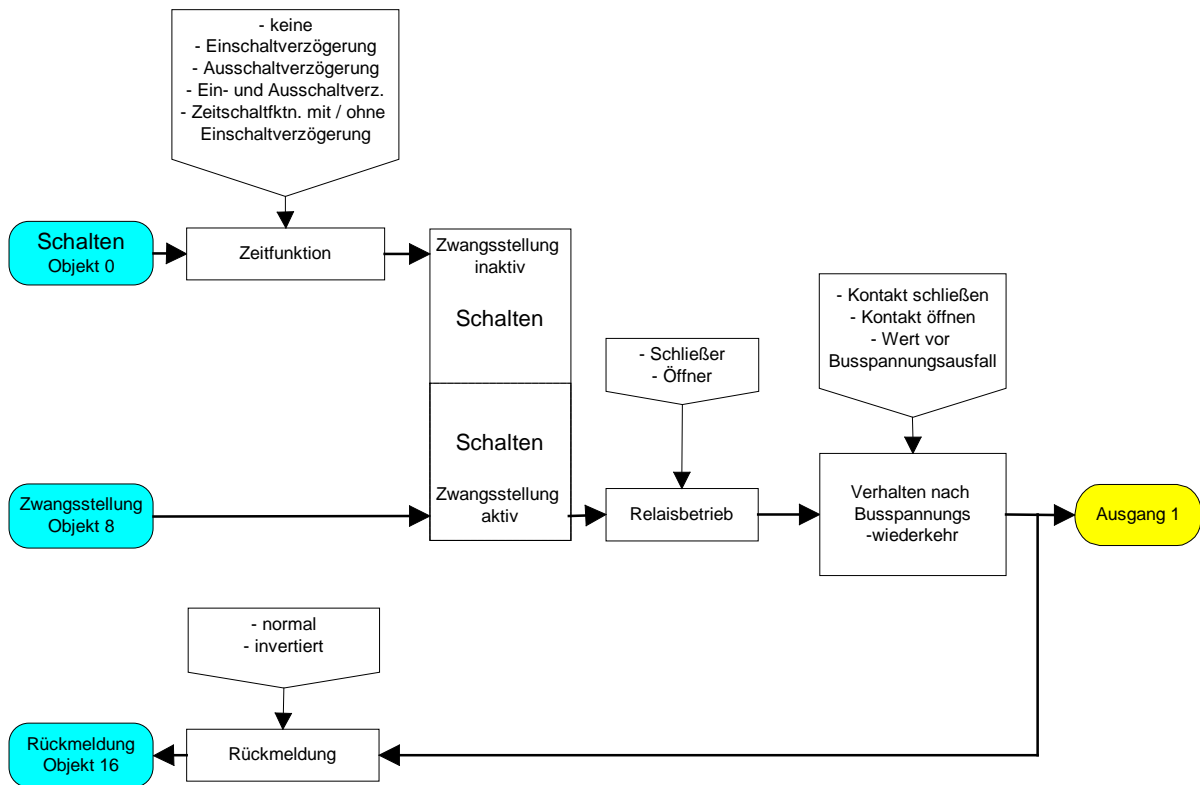 - keine
- Einschaltverzögerung
- Ausschaltverzögerung
- Ein- und Ausschaltverz.
- Zeitschaltfktn. mit / ohne
Einschaltverzögerung
Schalten
Objekt 0
Zeitfunktion
Zwangsstellung
inaktiv
Schalten
- Kontakt schließen
- Kontakt öffnen
- Wert vor
Busspannungsausfall
- Schließer
- Öffner
Schalten
Zwangsstellung
aktiv
Zwangsstellung
Objekt 8
Relaisbetrieb
Verhalten nach
Busspannungs
-wiederkehr
Ausgang 1
- normal
- invertiert
Rückmeldung
Objekt 16
Rückmeldung